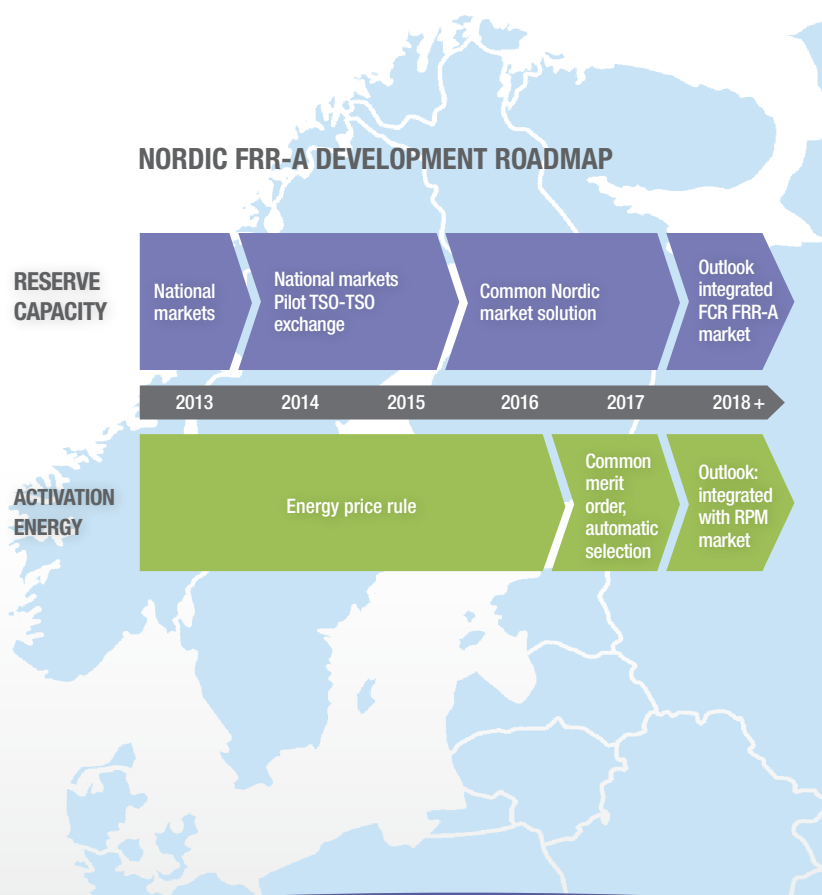 NORDIC FRR-A DEVELOPMENT ROADMAP
RESERVE
CAPACITY
National
markets
National markets
Pilot TSO-TSO
exchange
Common Nordic
market solution
Outlook
integrated
FCR FRR-A
market
2013 2014 2015 2016 2017 2018+
ACTIVATION
ENERGY
Energy price rule
Common
merit
order,
automatic
selection
Outlook:
integrated
with RPM
market